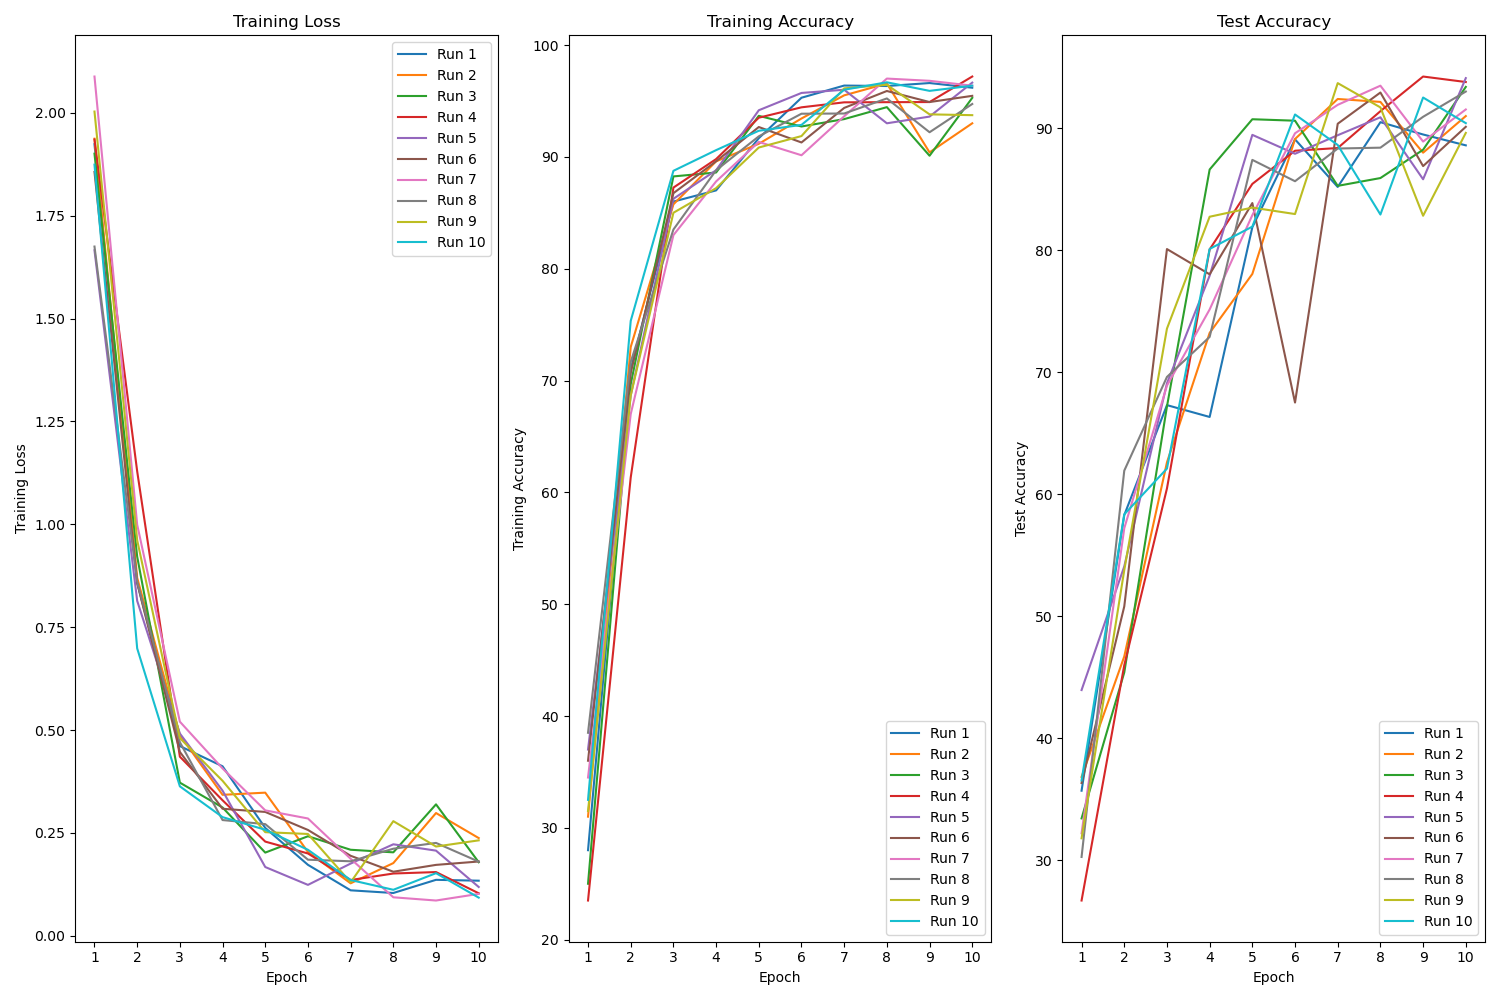 Training Loss
Training Loss
2.00
1.75
1.50
1.25
1.00
0.75
0.50
0.25
0.00
Run 1
Run 2
Run 3
Run 4
Run 5
Run 6
Run 7
Run 8
Run 9
Run 10
1 2 3 4 5 6 7 8 9 10
Epoch
Training Accuracy
Training Accuracy
100
90
80
70
60
50
40
30
20
Run 1
Run 2
Run 3
Run 4
Run 5
Run 6
Run 7
Run 8
Run 9
Run 10
1 2 3 4 5 6 7 8 9 10
Epoch
Test Accuracy
Test Accuracy
90
80
70
60
50
40
30
Run 1
Run 2
Run 3
Run 4
Run 5
Run 6
Run 7
Run 8
Run 9
Run 10
1 2 3 4 5 6 7 8 9 10
Epoch